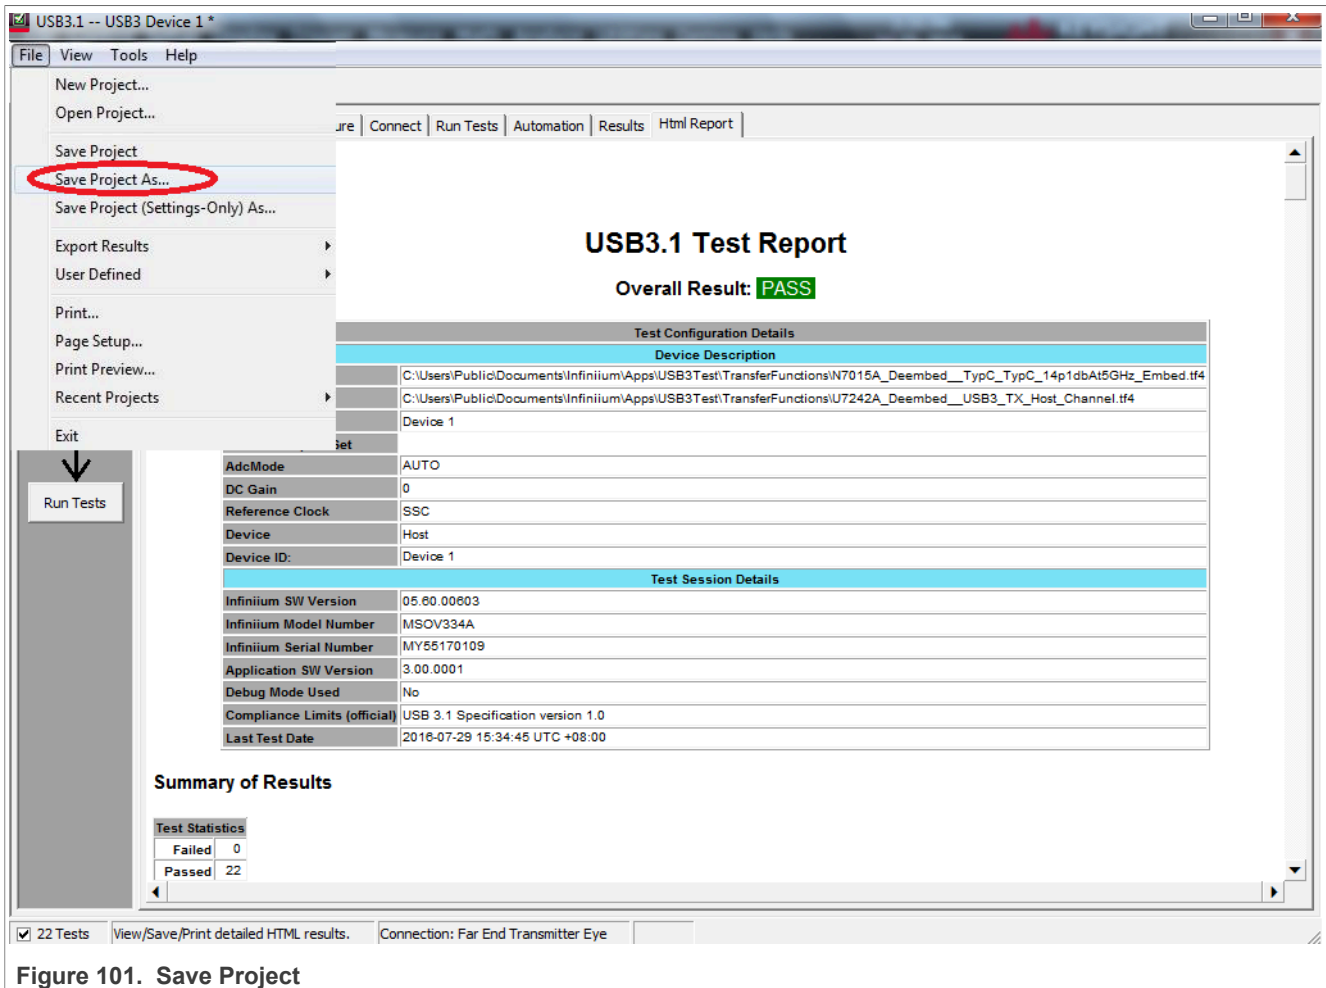 USB3.1 -- USB3 Device 1 *
File View Tools Help
New Project...
Open Project...
Save Project
Save Project As...
Save Project (Settings-Only) As...
Export Results
User Defined
Print...
Page Setup...
Print Preview...
Recent Projects
Exit
Connect Run Tests Automation Results Html Report
USB3.1 Test Report
Overall Result: PASS
Test Configuration Details
Device Description
C:\Users\Public\Documents\Infiniium\Apps\USB3Test\TransferFunctions\N7015A_Deembed__TypC_TypC_14p1dbAt5GHz_Embed.tf4
C:\Users\Public\Documents\Infiniium\Apps\USB3Test\TransferFunctions\U7242A_Deembed__USB3_TX_Host_Channel.tf4
Device 1
AdcMode AUTO
DC Gain 0
Reference Clock SSC
Device Host
Device ID: Device 1
Test Session Details
Infiniium SW Version 05.60.00603
Infiniium Model Number MSOV334A
Infiniium Serial Number MY55170109
Application SW Version 3.00.0001
Debug Mode Used No
Compliance Limits (official) USB 3.1 Specification version 1.0
Last Test Date 2016-07-29 15:34:45 UTC +08:00
Run Tests
Summary of Results
Test Statistics
Failed 0
Passed 22
22 Tests View/Save/Print detailed HTML results. Connection: Far End Transmitter Eye
Figure 101. Save Project